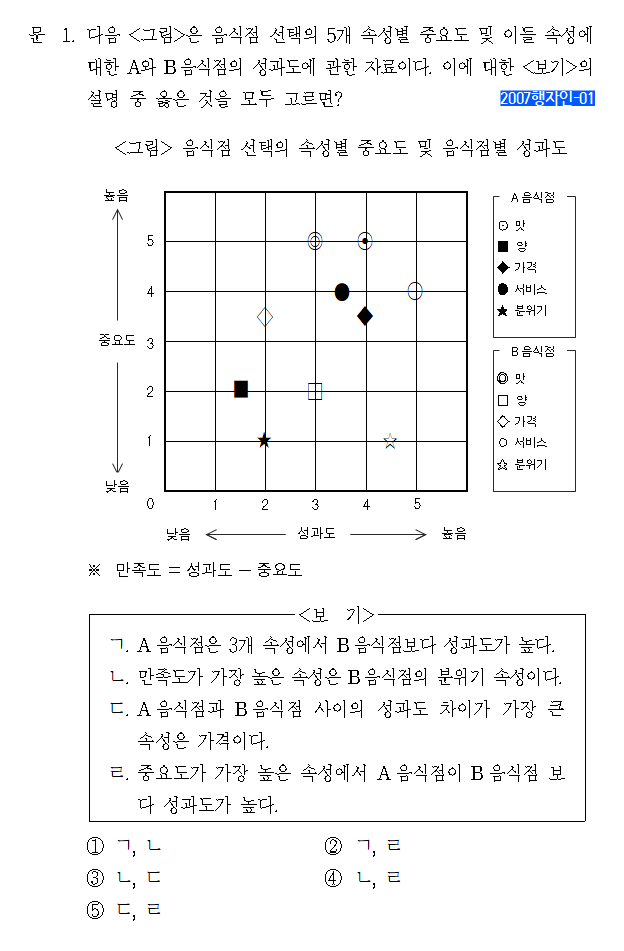 문 1. 다음 <그림>은 음식점 선택의 5개 속성별 중요도 및 이들 속성에
대한 A와 B음식점의 성과도에 관한 자료이다. 이에 대한 <보기>의
설명 중 옳은 것을 모두 고르면?
2007행자인-01
<그림> 음식점 선택의 속성별 중요도 및 음식점별 성과도
높음
중요도
낮음
5
4
3
2
1
0 1 2 3 4 5
낮음 성과도 높음
A음식점
맛
양
가격
서비스
분위기
B음식점
맛
양
가격
서비스
분위기
※ 만족도 = 성과도 - 중요도
<보 기>
ㄱ. A음식점은 3개 속성에서 B음식점보다 성과도가 높다.
ㄴ. 만족도가 가장 높은 속성은 B음식점의 분위기 속성이다.
ㄷ. A음식점과 B음식점 사이의 성과도 차이가 가장 큰
속성은 가격이다.
ㄹ. 중요도가 가장 높은 속성에서 A음식점이 B음식점 보
다 성과도가 높다.
① ㄱ, ㄴ ② ㄱ, ㄹ
③ ㄴ, ㄷ ④ ㄴ, ㄹ
⑤ ㄷ, ㄹ